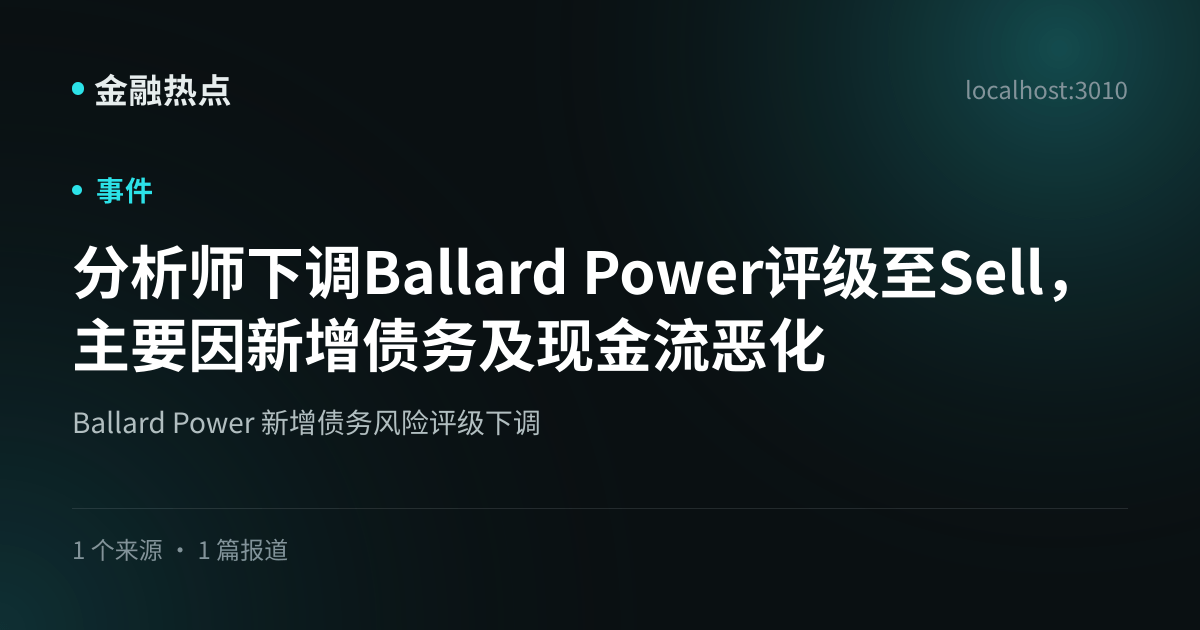 金融热点
localhost:3010
事件
分析师下调Ballard Power评级至Sell，
主要因新增债务及现金流恶化
Ballard Power 新增债务风险评级下调
1 个来源 · 1 篇报道